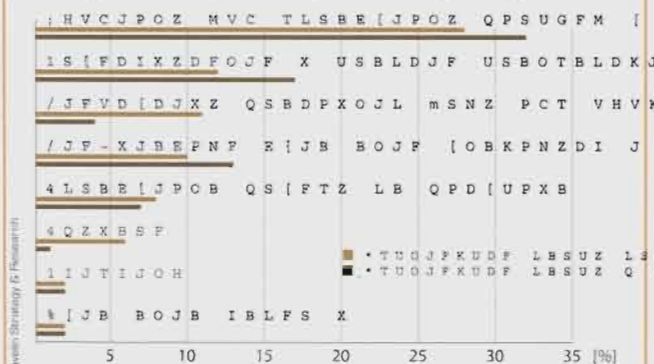 ; H V C J P O Z M V C T L S B E [ J P O Z Q P S U G F M [
1 S [ F D I X Z D F O J F X U S B L D J F U S B O T B L D K J
/ J F V D [ D J X Z Q S B D P X O J L m S N Z P C T V H V K
/ J F - X J B E P N F E [ J B B O J F [ O B K P N Z D I J
4 L S B E [ J P O B Q S [ F T Z L B Q P D [ U P X B
4 Q Z X B S F
1 I J T I J O H
% [ J B B O J B I B L F S X
• T U O J F K U D F L B S U Z L S
• T U O J F K U D F L B S U Z Q
5 10 15 20 25 30 35 [%]
Strategy & Research